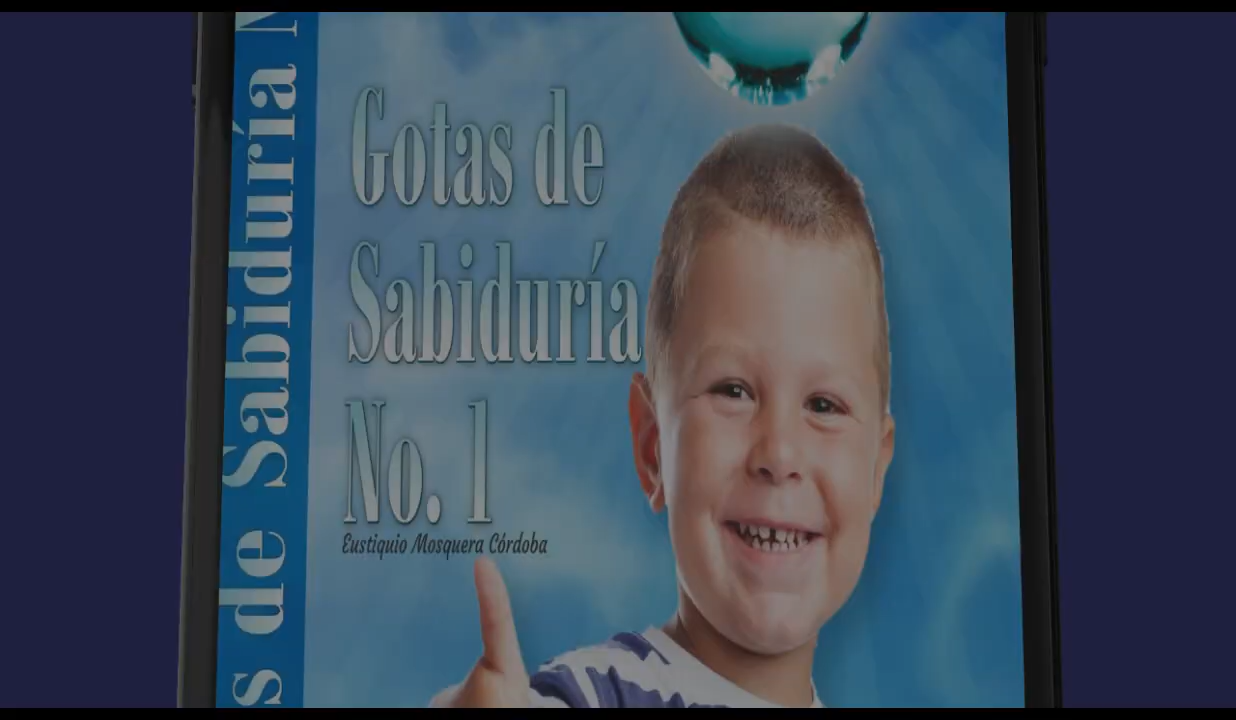 s de Sabiduría N
Gotas de
Sabiduría
No. 1
Eustiquio Mosquera Córdoba